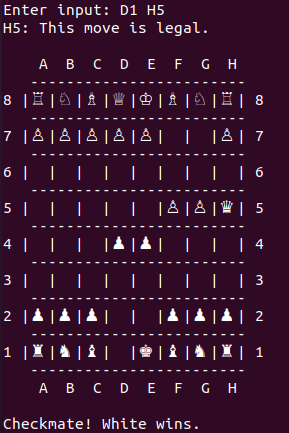 Enter input: D1 H5
H5: This move is legal.
A B C D E F G H
--------------------------
8 |♖|♘|♗|♕|♔|♗|♘|♖| 8
--------------------------
7 |♙|♙|♙|♙|♙| | |♙| 7
--------------------------
6 | | | | | | | | | 6
--------------------------
5 | | | | | |♙|♙|♛| 5
--------------------------
4 | | | |♟|♟| | | | 4
--------------------------
3 | | | | | | | | | 3
--------------------------
2 |♟|♟|♟| | |♟|♟|♟| 2
--------------------------
1 |♜|♞|♝| |♚|♝|♞|♜| 1
--------------------------
A B C D E F G H
Checkmate! White wins.